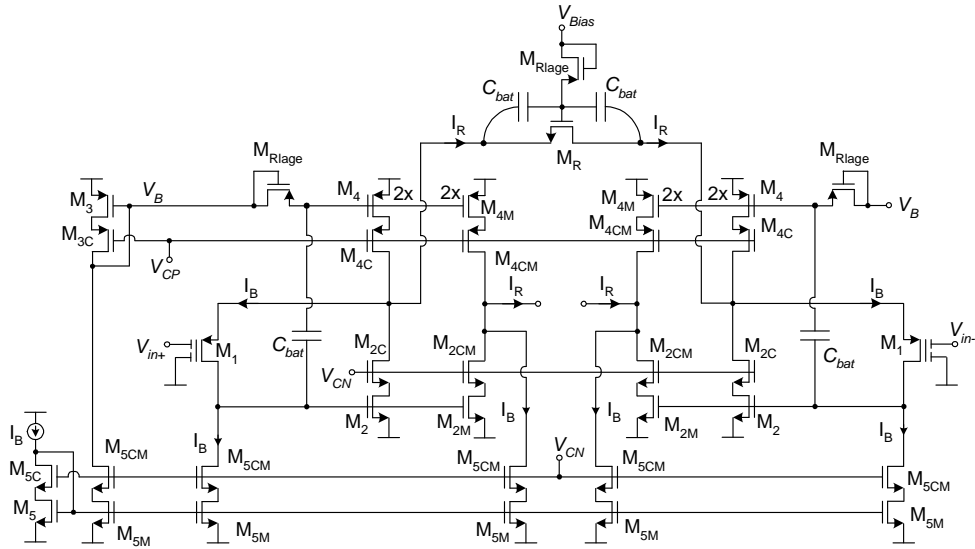 V_Bias
M_Rlage
C_bat C_bat
I_R I_R
M_R
M_Rlage M_Rlage
M_3 V_B M_4 2x 2x M_4M M_4M 2x 2x M_4 V_B
M_3C V_CP M_4C M_4CM M_4CM M_4C
I_B I_R I_R I_B
V_in+ M_1 C_bat M_2C M_2CM M_2CM M_2C C_bat M_1 V_in-
V_CN
M_2 M_2M I_B I_B M_2M M_2
I_B I_B V_CN I_B
M_5C M_5CM M_5CM M_5CM M_5CM M_5CM
M_5 M_5M M_5M M_5M M_5M M_5M